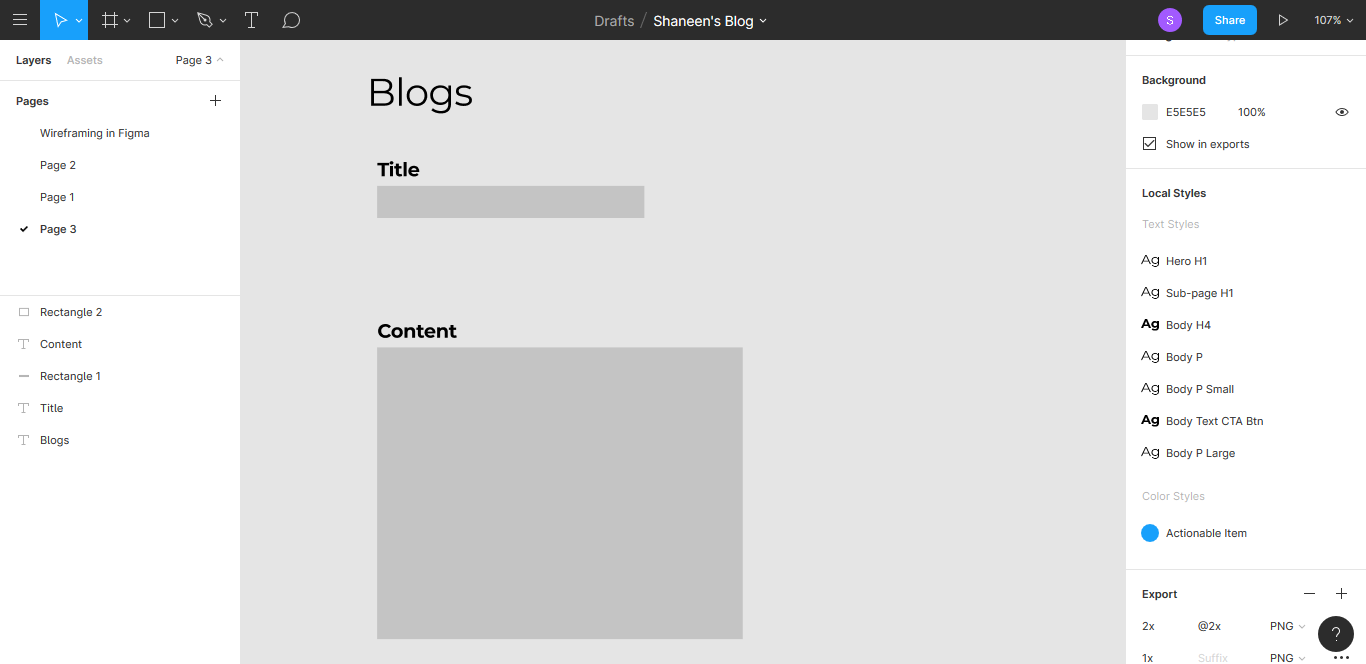 Drafts / Shaneen's Blog
S
Share
107%
Layers
Assets
Page 3
Pages
Wireframing in Figma
Page 2
Page 1
Page 3
Rectangle 2
Content
Rectangle 1
Title
Blogs
Blogs
Title
Content
Background
E5E5E5 100%
Show in exports
Local Styles
Text Styles
Ag Hero H1
Ag Sub-page H1
Ag Body H4
Ag Body P
Ag Body P Small
Ag Body Text CTA Btn
Ag Body P Large
Color Styles
Actionable Item
Export
2x @2x PNG
?
1x Suffix PNG